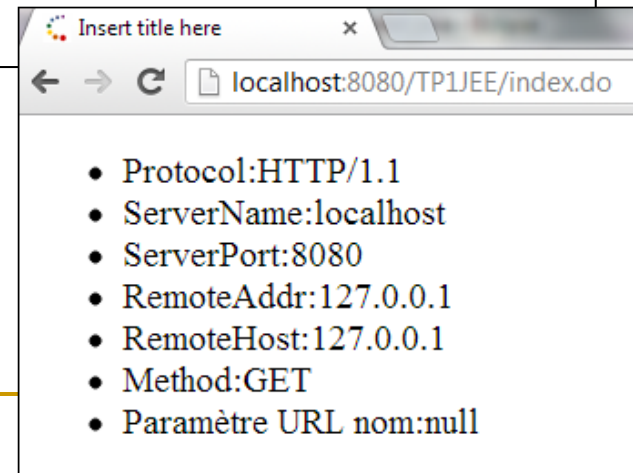 Insert title here
localhost:8080/TP1JEE/index.do
Protocol:HTTP/1.1
ServerName:localhost
ServerPort:8080
RemoteAddr:127.0.0.1
RemoteHost:127.0.0.1
Method:GET
Paramètre URL nom:null